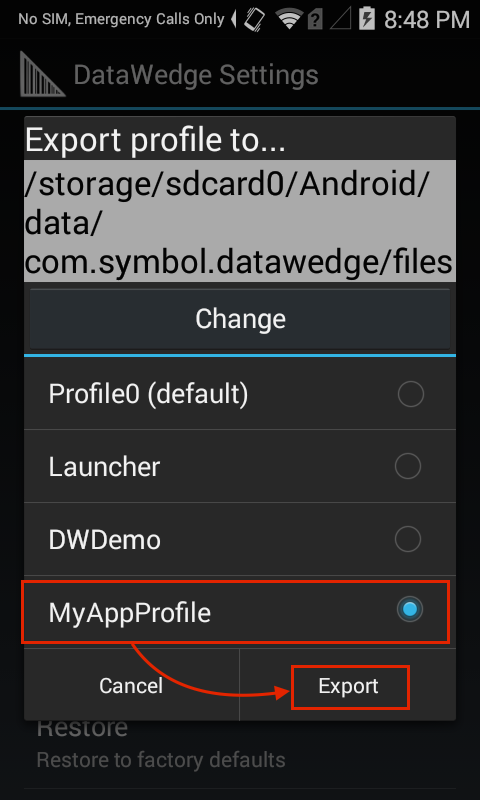 No SIM, Emergency Calls Only 8:48 PM
DataWedge Settings
Export profile to...
/storage/sdcard0/Android/
data/
com.symbol.datawedge/files
Change
Profile0 (default)
Launcher
DWDemo
MyAppProfile
Cancel Export
Restore
Restore to factory defaults